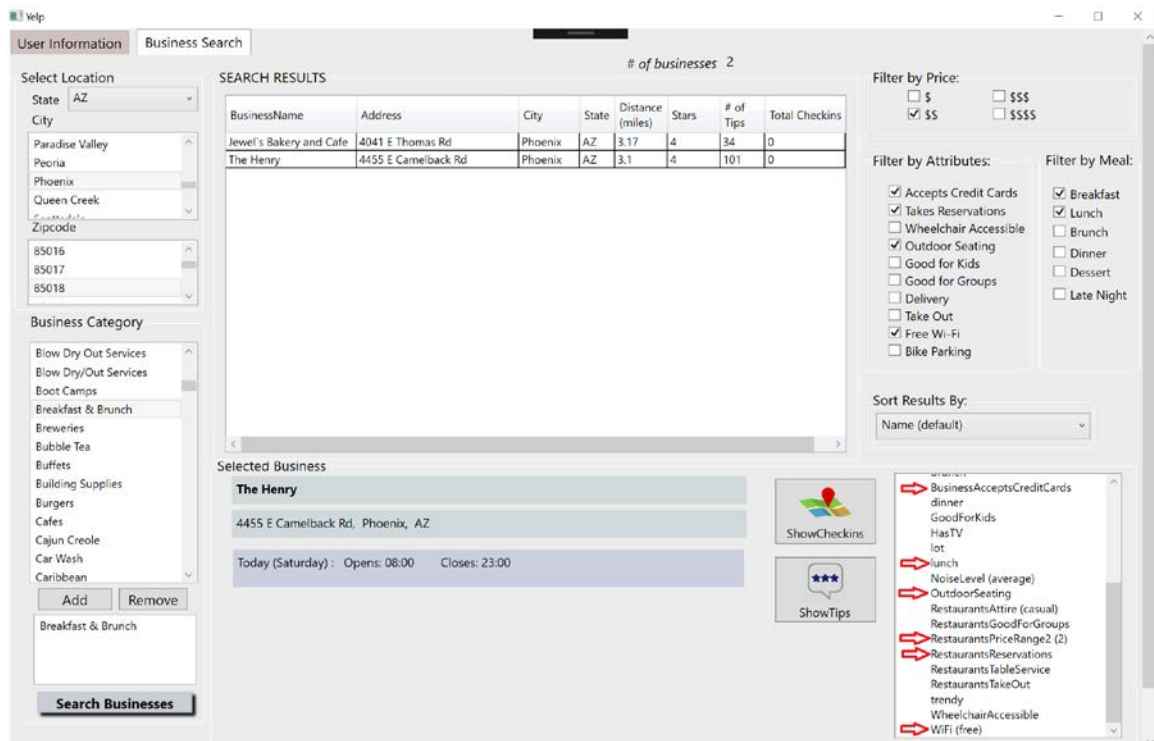 Yelp
User Information
Business Search
# of businesses 2
Select Location
State AZ
City
Paradise Valley
Peoria
Phoenix
Queen Creek
Zipcode
85016
85017
85018
Business Category
Blow Dry Out Services
Blow Dry/Out Services
Boot Camps
Breakfast & Brunch
Breweries
Bubble Tea
Buffets
Building Supplies
Burgers
Cafes
Cajun Creole
Car Wash
Caribbean
Add Remove
Breakfast & Brunch
Search Businesses
SEARCH RESULTS
BusinessName Address City State Distance (miles) Stars # of Tips Total Checkins
Jewel's Bakery and Cafe 4041 E Thomas Rd Phoenix AZ 3.17 4 34 0
The Henry 4455 E Camelback Rd Phoenix AZ 3.1 4 101 0
Filter by Price:
$ $$$
$$ $$$$
Filter by Attributes:
Accepts Credit Cards
Takes Reservations
Wheelchair Accessible
Outdoor Seating
Good for Kids
Good for Groups
Delivery
Take Out
Free Wi-Fi
Bike Parking
Filter by Meal:
Breakfast
Lunch
Brunch
Dinner
Dessert
Late Night
Sort Results By:
Name (default)
Selected Business
The Henry
4455 E Camelback Rd, Phoenix, AZ
Today (Saturday) : Opens: 08:00 Closes: 23:00
ShowCheckins
ShowTips
BusinessAcceptsCreditCards
dinner
GoodForKids
HasTV
lot
lunch
NoiseLevel (average)
OutdoorSeating
RestaurantsAttire (casual)
RestaurantsGoodForGroups
RestaurantsPriceRange2 (2)
RestaurantsReservations
RestaurantsTableService
RestaurantsTakeOut
trendy
WheelchairAccessible
WiFi (free)